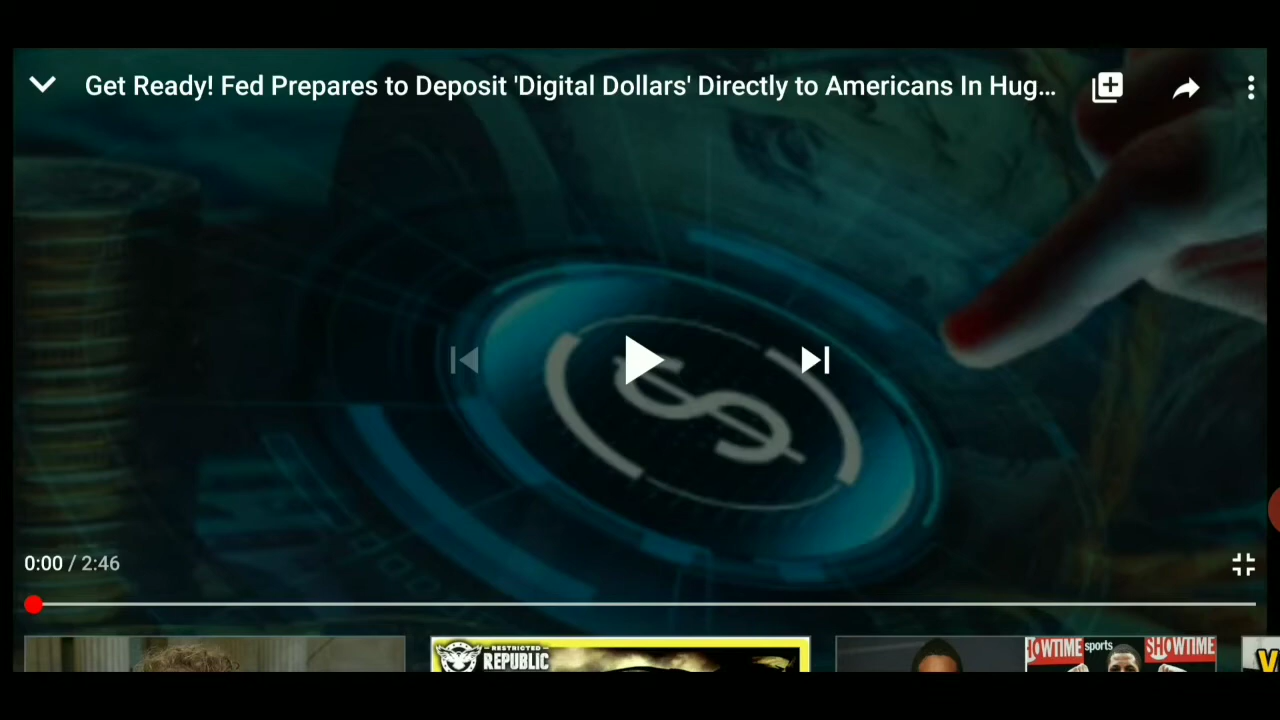 Get Ready! Fed Prepares to Deposit 'Digital Dollars' Directly to Americans In Hug...
0:00 / 2:46
RESTRICTED
REPUBLIC
SHOWTIME sports SHOWTIME
V